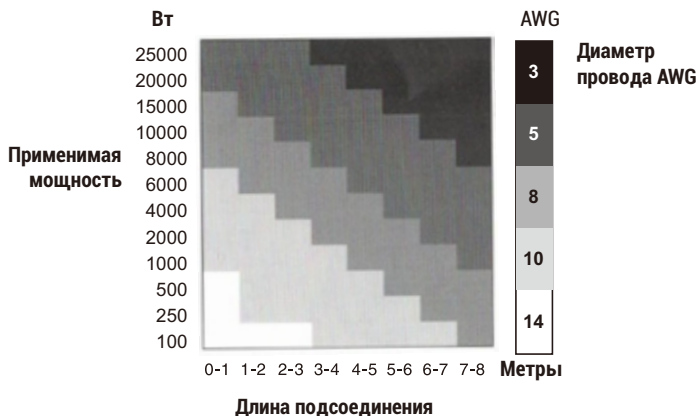 Вт
AWG
25000
20000
15000
10000
8000
6000
4000
2000
1000
500
250
100
Применимая
мощность
3
5
8
10
14
Диаметр
провода AWG
0-1 1-2 2-3 3-4 4-5 5-6 6-7 7-8 Метры
Длина подсоединения